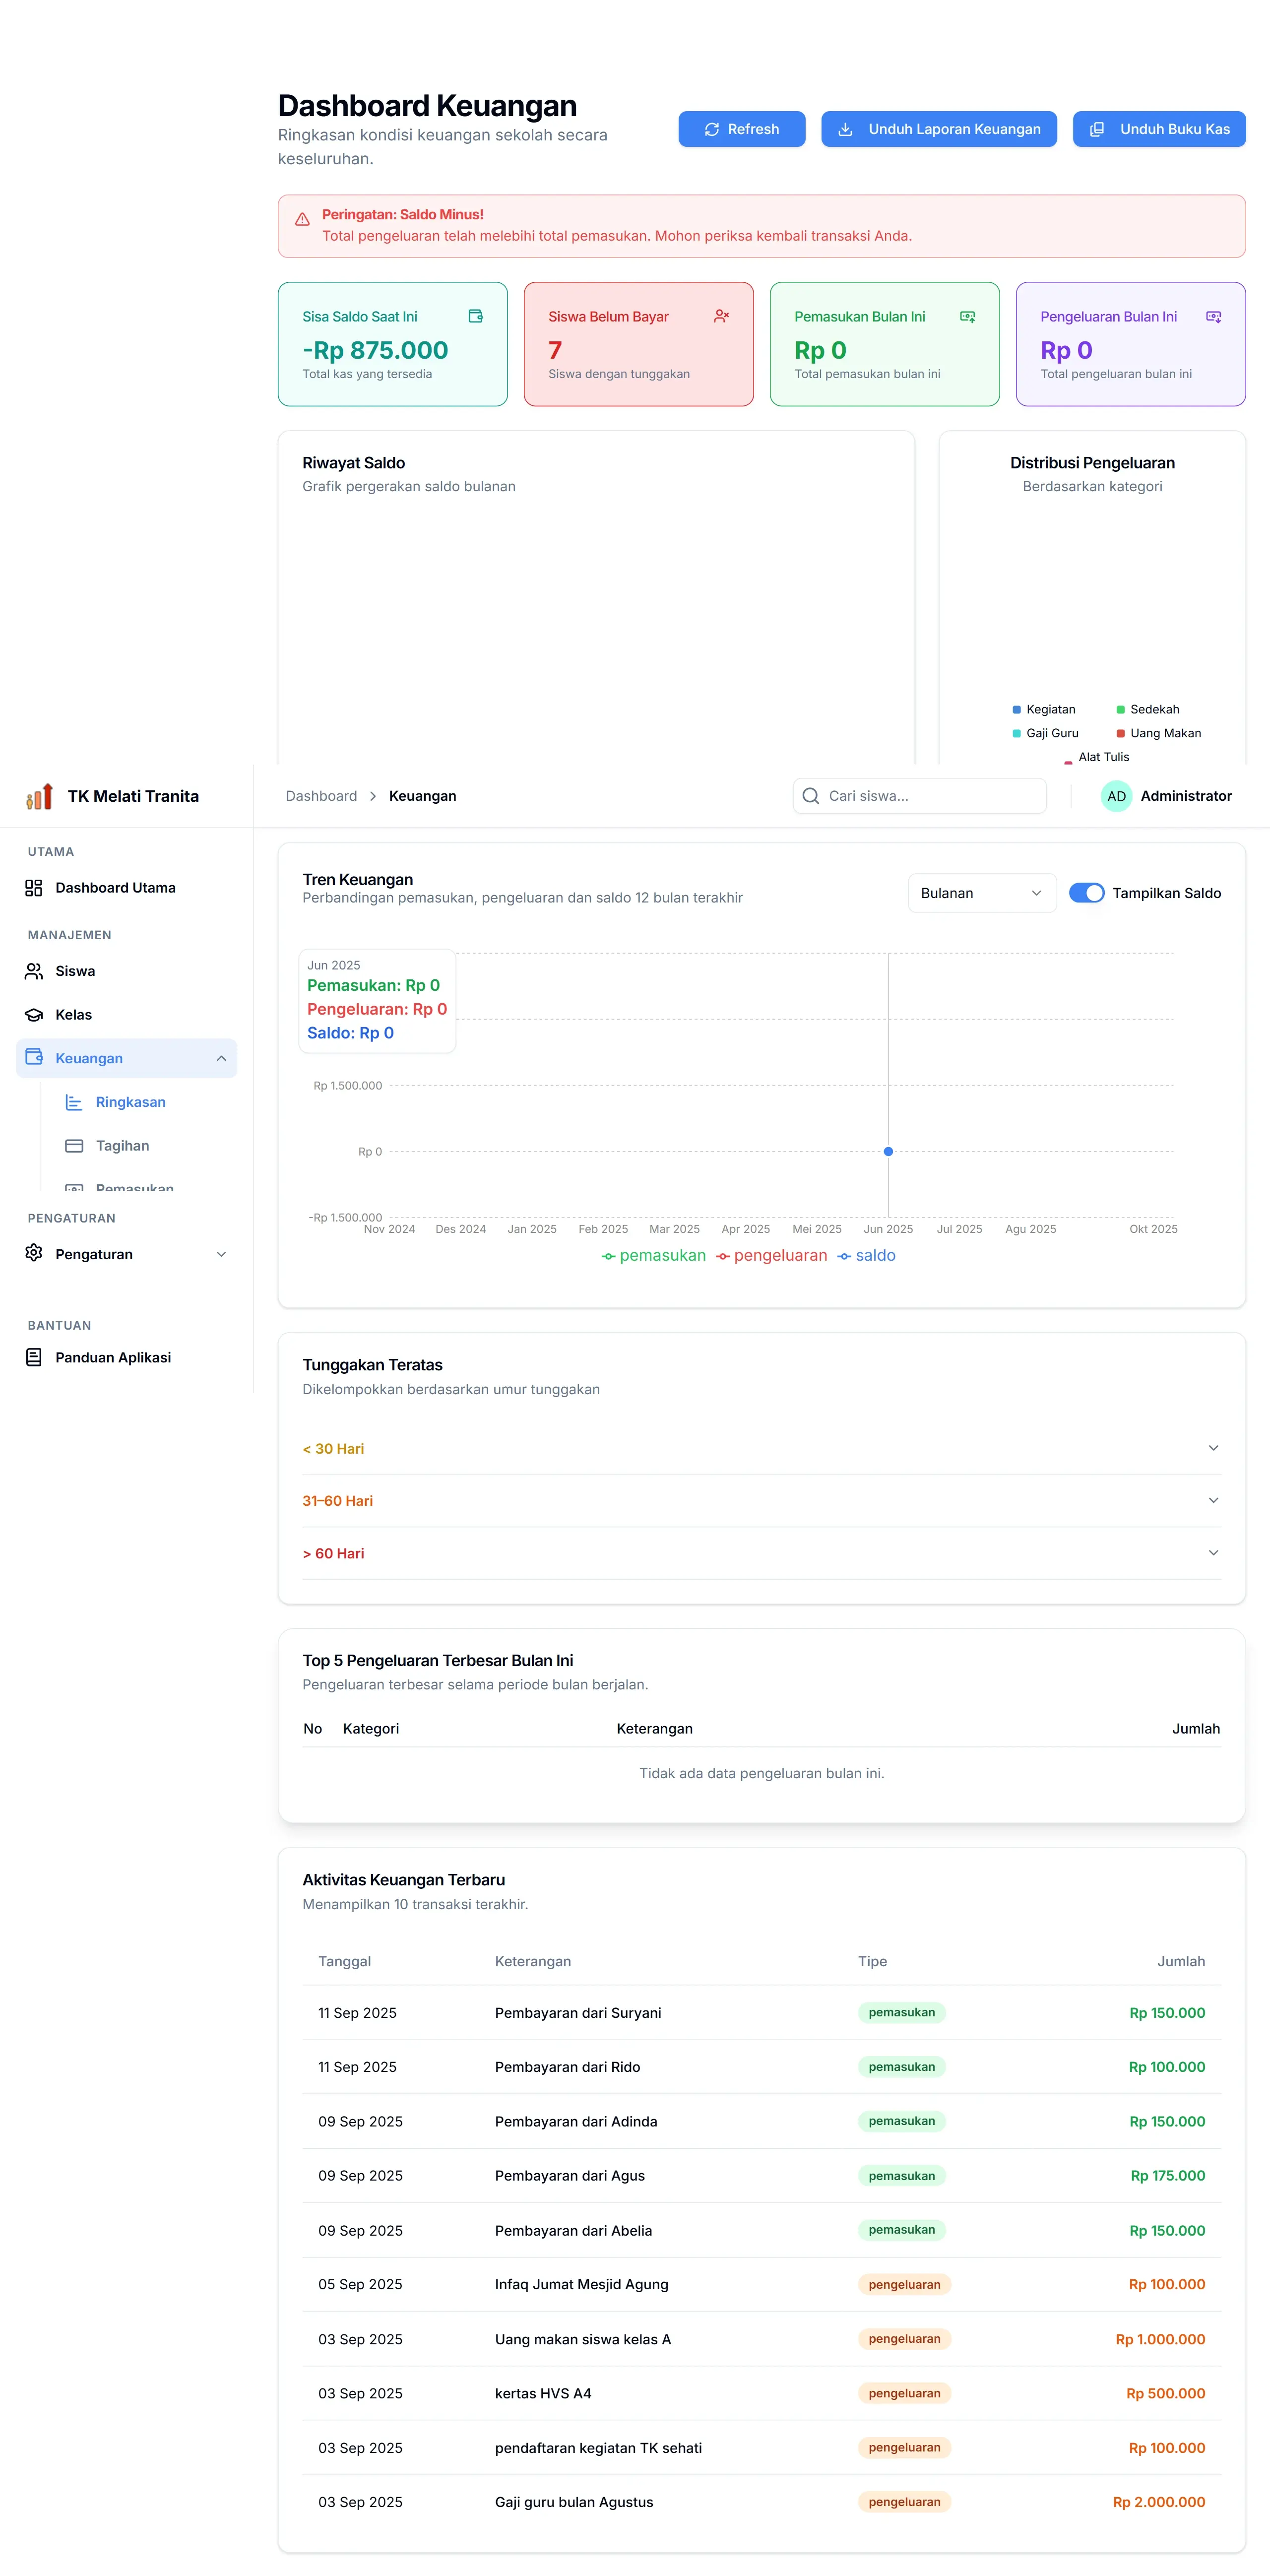 Dashboard Keuangan
Ringkasan kondisi keuangan sekolah secara
keseluruhan.
Refresh
Unduh Laporan Keuangan
Unduh Buku Kas
Peringatan: Saldo Minus!
Total pengeluaran telah melebihi total pemasukan. Mohon periksa kembali transaksi Anda.
Sisa Saldo Saat Ini
-Rp 875.000
Total kas yang tersedia
Siswa Belum Bayar
7
Siswa dengan tunggakan
Pemasukan Bulan Ini
Rp 0
Total pemasukan bulan ini
Pengeluaran Bulan Ini
Rp 0
Total pengeluaran bulan ini
Riwayat Saldo
Grafik pergerakan saldo bulanan
Distribusi Pengeluaran
Berdasarkan kategori
Kegiatan
Sedekah
Gaji Guru
Uang Makan
Alat Tulis
TK Melati Tranita
Dashboard > Keuangan
Cari siswa...
AD
Administrator
UTAMA
Dashboard Utama
MANAJEMEN
Siswa
Kelas
Keuangan
Ringkasan
Tagihan
Pemasukan
PENGATURAN
Pengaturan
BANTUAN
Panduan Aplikasi
Tren Keuangan
Perbandingan pemasukan, pengeluaran dan saldo 12 bulan terakhir
Bulanan
Tampilkan Saldo
Jun 2025
Pemasukan: Rp 0
Pengeluaran: Rp 0
Saldo: Rp 0
Rp 1.500.000
Rp 0
-Rp 1.500.000
Nov 2024 Des 2024 Jan 2025 Feb 2025 Mar 2025 Apr 2025 Mei 2025 Jun 2025 Jul 2025 Agu 2025 Okt 2025
pemasukan pengeluaran saldo
Tunggakan Teratas
Dikelompokkan berdasarkan umur tunggakan
< 30 Hari
31–60 Hari
> 60 Hari
Top 5 Pengeluaran Terbesar Bulan Ini
Pengeluaran terbesar selama periode bulan berjalan.
No Kategori Keterangan Jumlah
Tidak ada data pengeluaran bulan ini.
Aktivitas Keuangan Terbaru
Menampilkan 10 transaksi terakhir.
Tanggal Keterangan Tipe Jumlah
11 Sep 2025 Pembayaran dari Suryani pemasukan Rp 150.000
11 Sep 2025 Pembayaran dari Rido pemasukan Rp 100.000
09 Sep 2025 Pembayaran dari Adinda pemasukan Rp 150.000
09 Sep 2025 Pembayaran dari Agus pemasukan Rp 175.000
09 Sep 2025 Pembayaran dari Abelia pemasukan Rp 150.000
05 Sep 2025 Infaq Jumat Mesjid Agung pengeluaran Rp 100.000
03 Sep 2025 Uang makan siswa kelas A pengeluaran Rp 1.000.000
03 Sep 2025 kertas HVS A4 pengeluaran Rp 500.000
03 Sep 2025 pendaftaran kegiatan TK sehati pengeluaran Rp 100.000
03 Sep 2025 Gaji guru bulan Agustus pengeluaran Rp 2.000.000